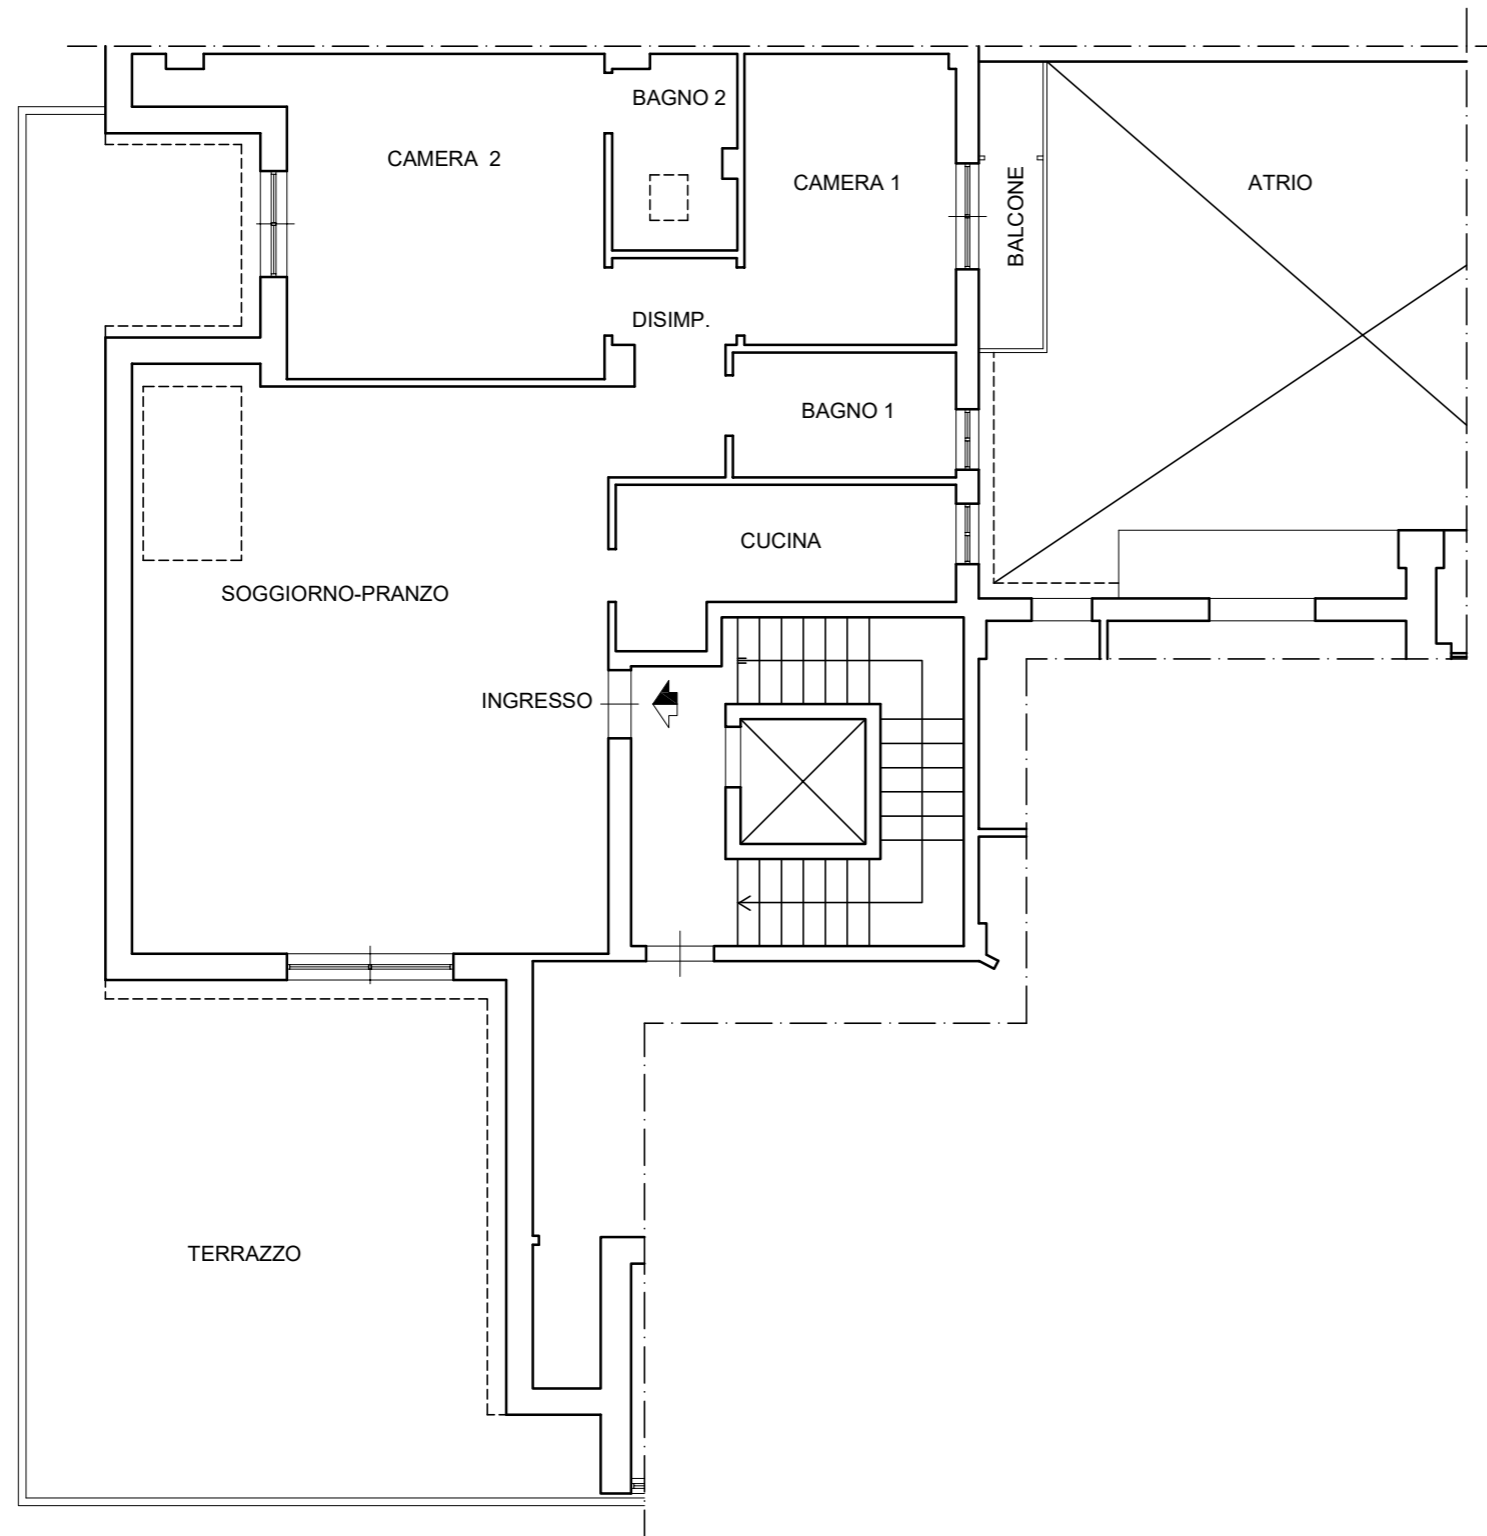 BAGNO 2
CAMERA 2
CAMERA 1
BALCONE
ATRIO
DISIMP.
BAGNO 1
CUCINA
SOGGIORNO-PRANZO
INGRESSO
TERRAZZO